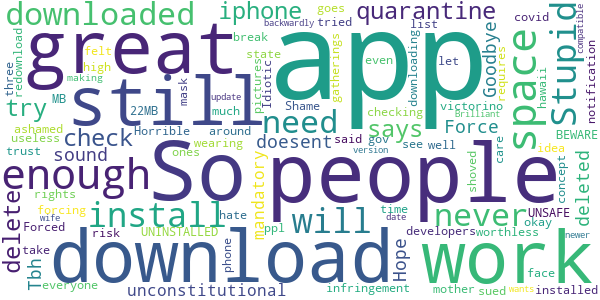 backwardly goes covid
downloaded iphone tried quarantine list let
great app Goodbye Stupid
felt high break state pictures gatherings even downloading requires hawaii notification compatible
redownload three making mask idiotic
still need space
MB 22MB update much Shame checking victorine Brilliant
try check Horrible around doesent says Force BEWARE
ashamed useless sound wearing said gov see well care idea
trust ones mandatory shoved concept deleted
enough So people never UNSAFE
rights install hate will time okay
delete Forced forcing wife risk UNINSTALLED ppl developers worthless
Tbh take phone Hope version date face newer
download work
everyone unconstitutional infringement mother sued wants installed